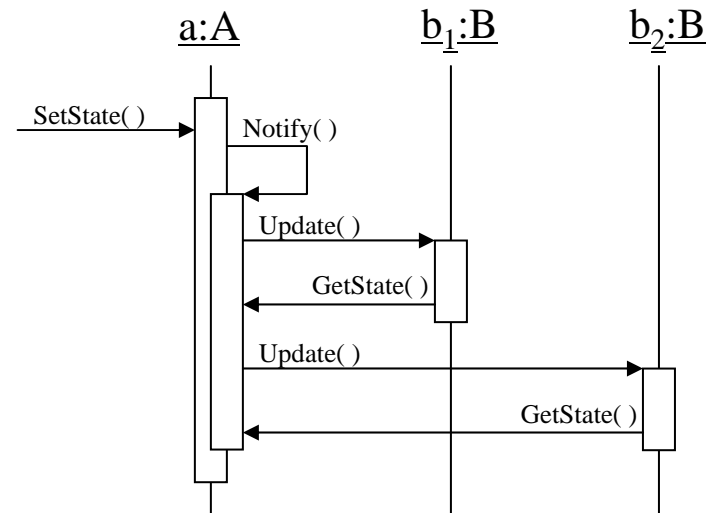 a:A
b1:B
b2:B
SetState( )
Notify( )
Update( )
GetState( )
Update( )
GetState( )